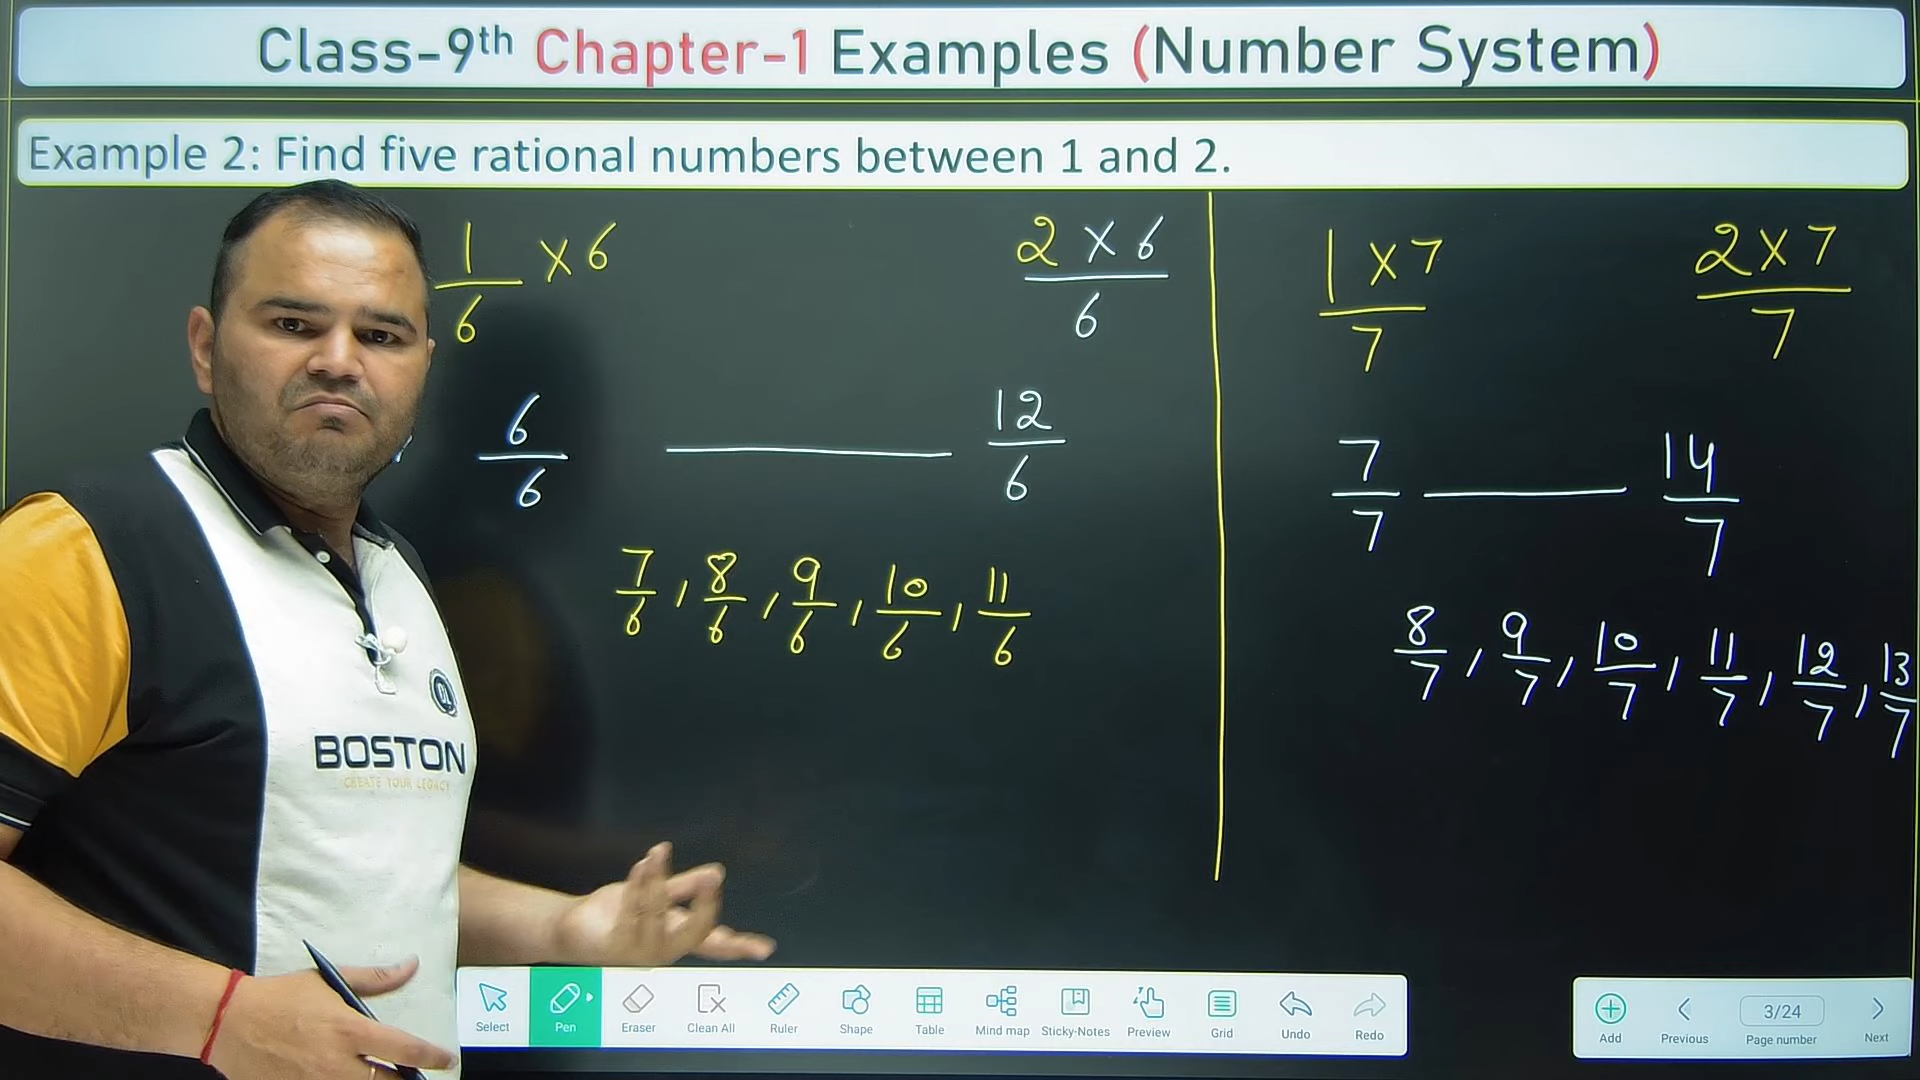 Class-9th Chapter-1 Examples (Number System)
Example 2: Find five rational numbers between 1 and 2.
1/6 × 6
2 × 6/6
6/6 ——— 12/6
7/6, 8/6, 9/6, 10/6, 11/6
1 × 7/7
2 × 7/7
7/7 ——— 14/7
8/7, 9/7, 10/7, 11/7, 12/7, 13/7
BOSTON
CREATE YOUR LEGACY
Select Pen Eraser Clean All Ruler Shape Table Mind map Sticky-Notes Preview Grid Undo Redo
Add Previous 3/24 Page number Next